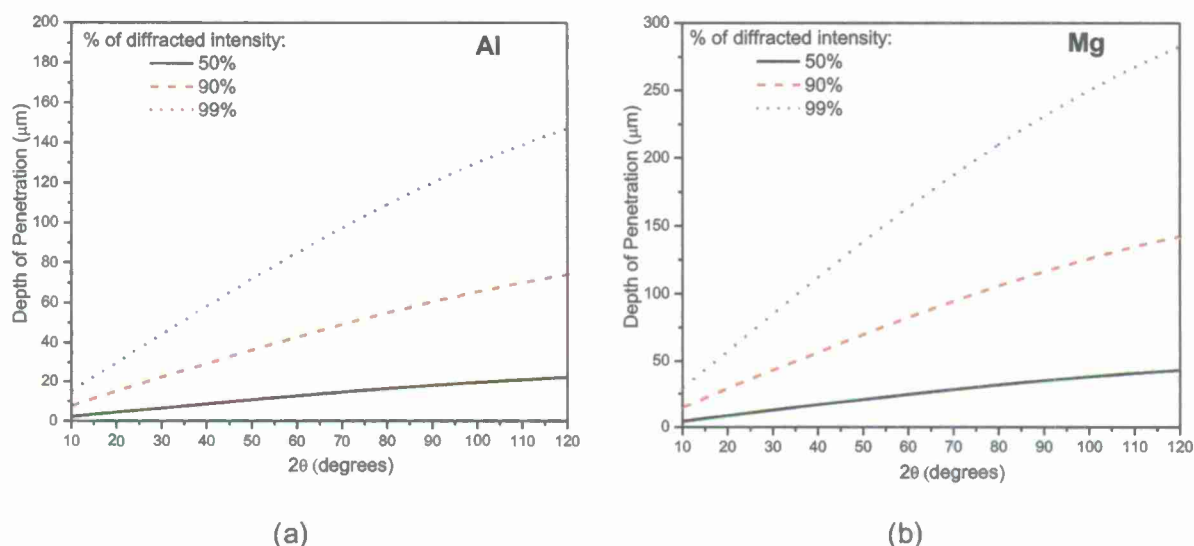 % of diffracted intensity:
50%
90%
99%
Al
200
180
160
140
120
100
80
60
40
20
0
Depth of Penetration (μm)
10 20 30 40 50 60 70 80 90 100 110 120
2θ (degrees)
(a)
% of diffracted intensity:
50%
90%
99%
Mg
300
250
200
150
100
50
0
Depth of Penetration (μm)
10 20 30 40 50 60 70 80 90 100 110 120
2θ (degrees)
(b)